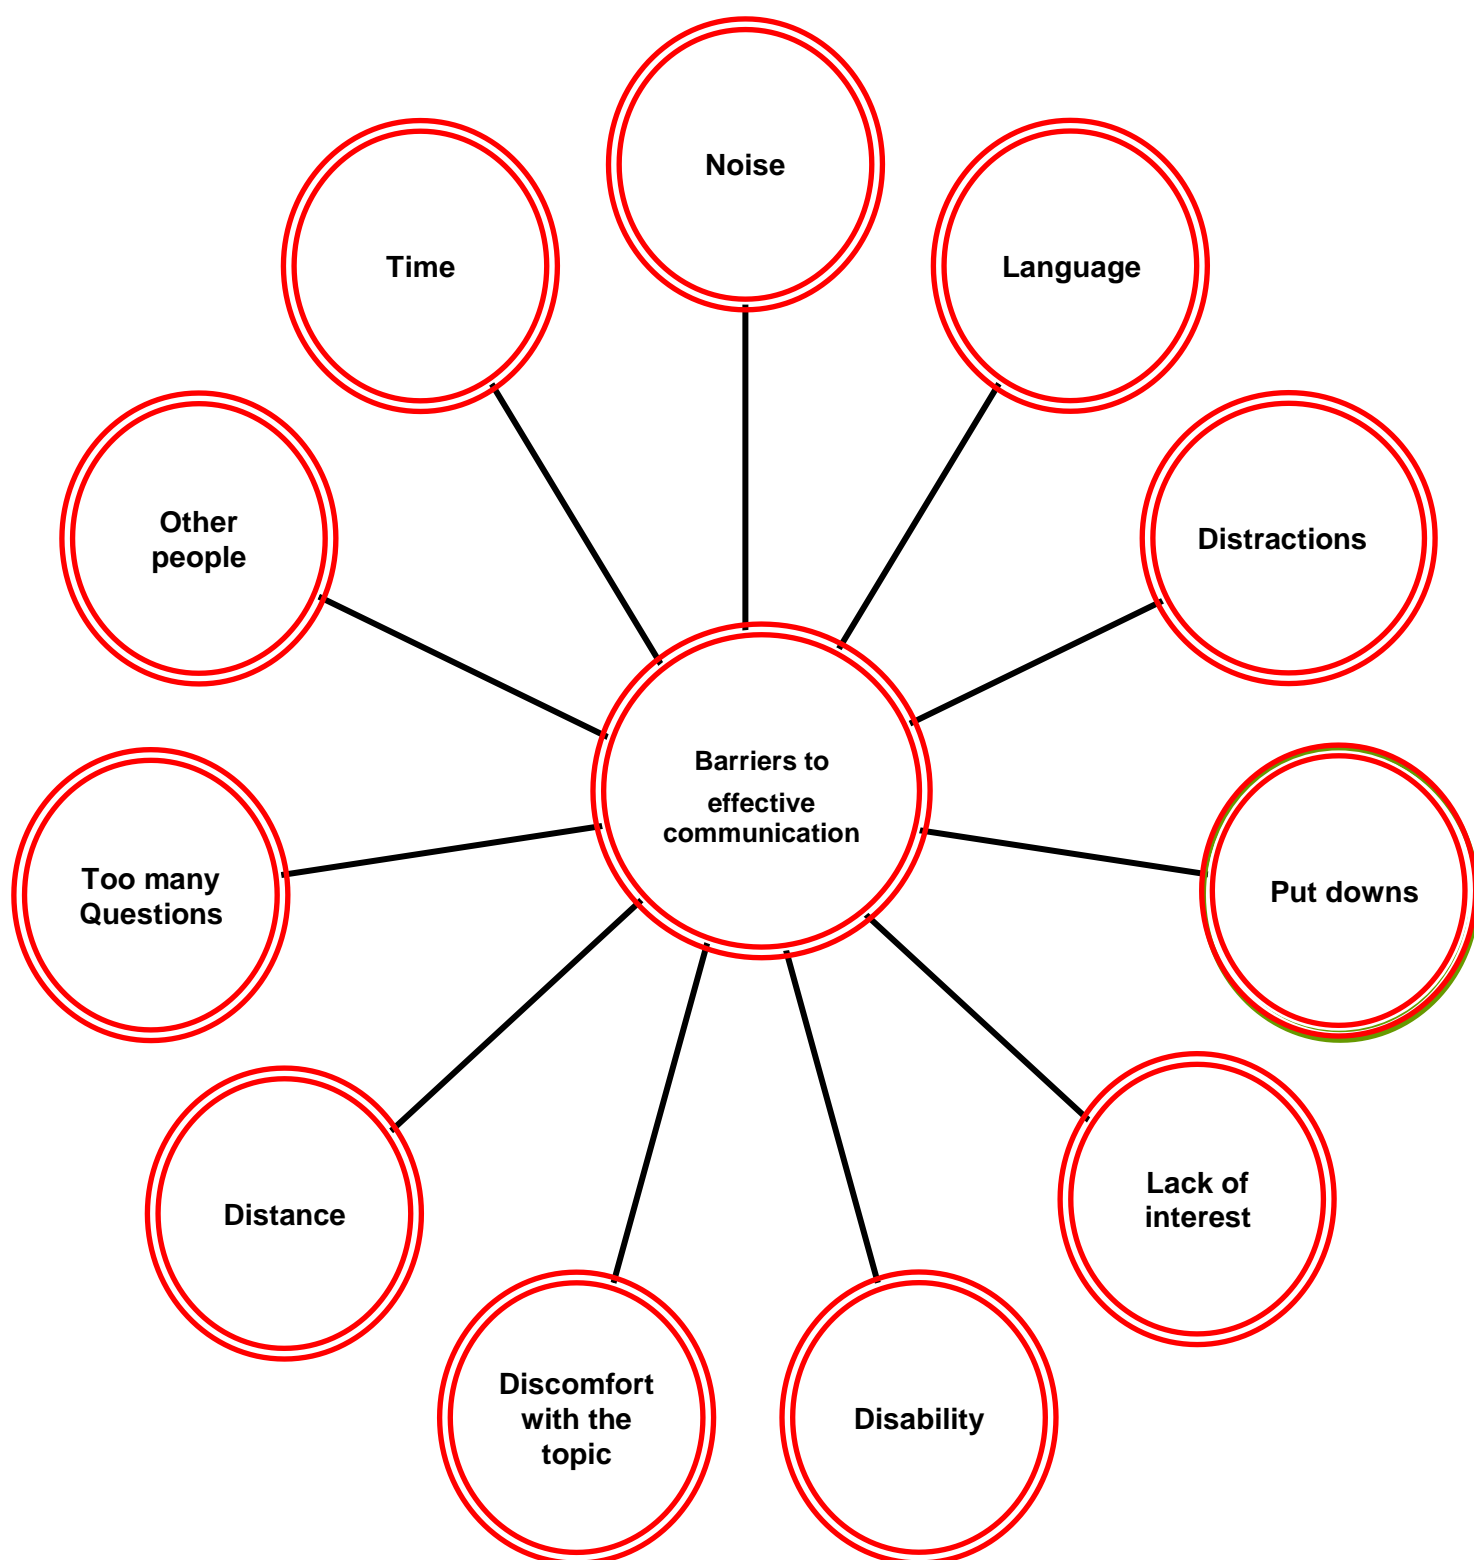 Noise
Time
Language
Other
people
Distractions
Barriers to
effective
communication
Too many
Questions
Put downs
Distance
Lack of
interest
Discomfort
with the
topic
Disability